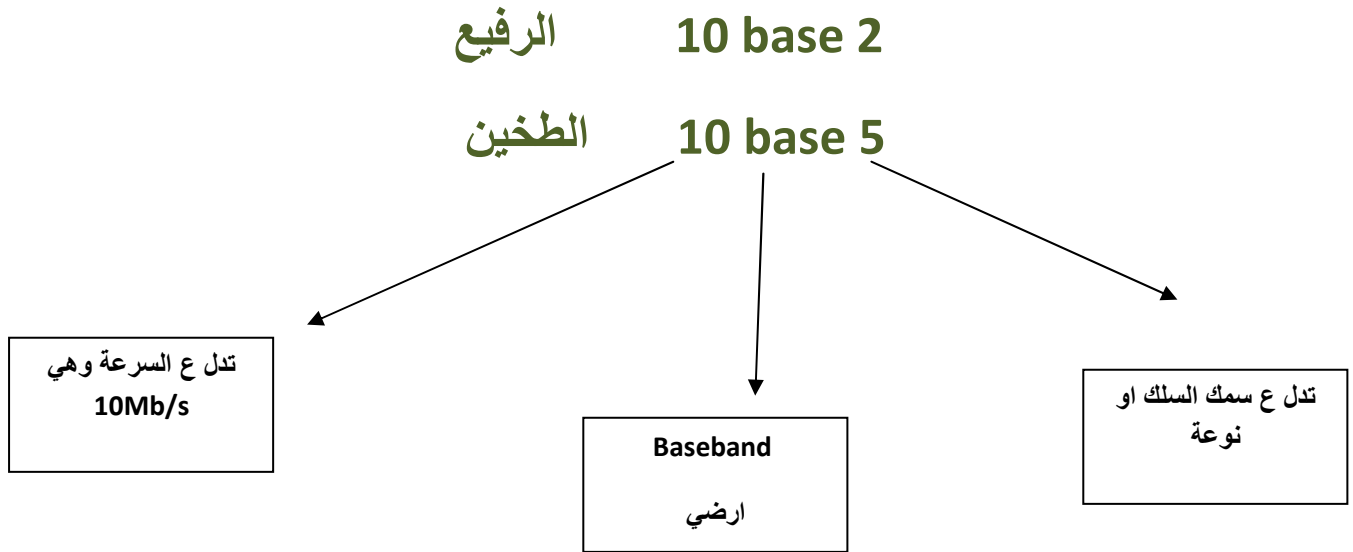 الرفيع 10 base 2
الطخين 10 base 5
تدل ع السرعة وهي
10Mb/s
Baseband
ارضي
تدل ع سمك السلك او
نوعة